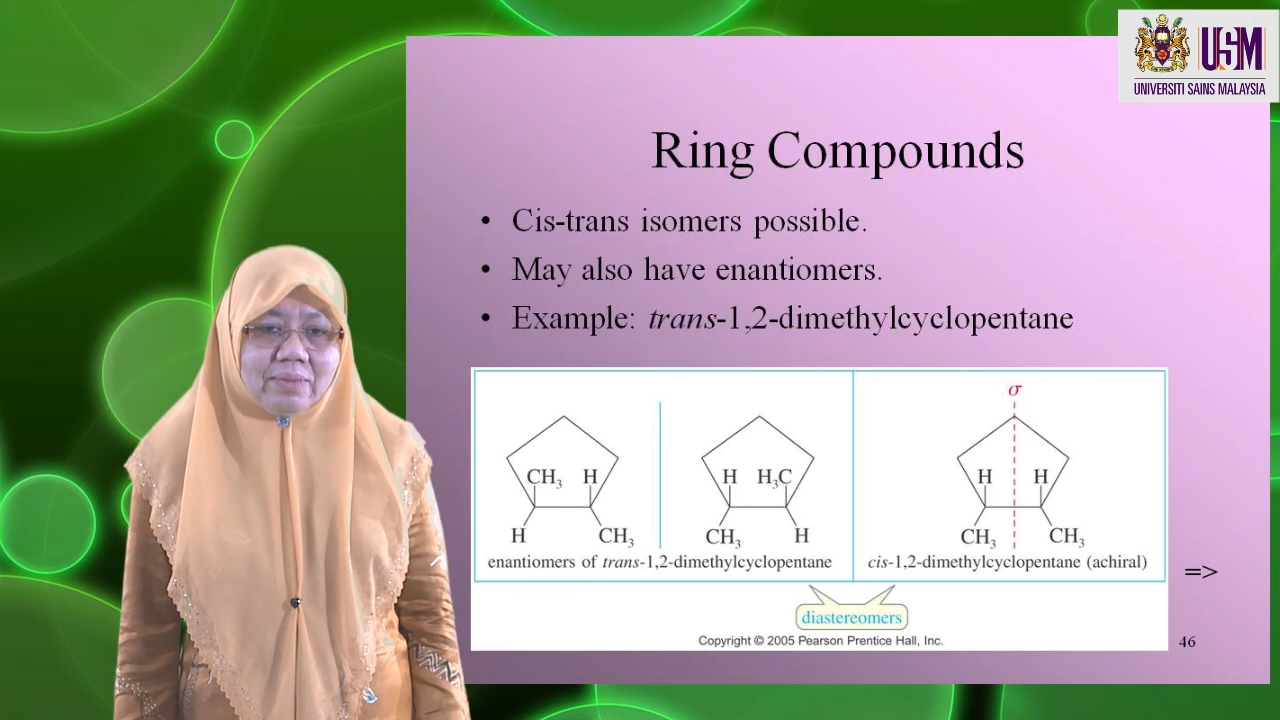 USM
UNIVERSITI SAINS MALAYSIA
Ring Compounds
• Cis-trans isomers possible.
• May also have enantiomers.
• Example: trans-1,2-dimethylcyclopentane
σ
CH₃ H H H₃C H H
H CH₃ CH₃ H CH₃ CH₃
enantiomers of trans-1,2-dimethylcyclopentane cis-1,2-dimethylcyclopentane (achiral)
=>
diastereomers
Copyright © 2005 Pearson Prentice Hall, Inc.
46